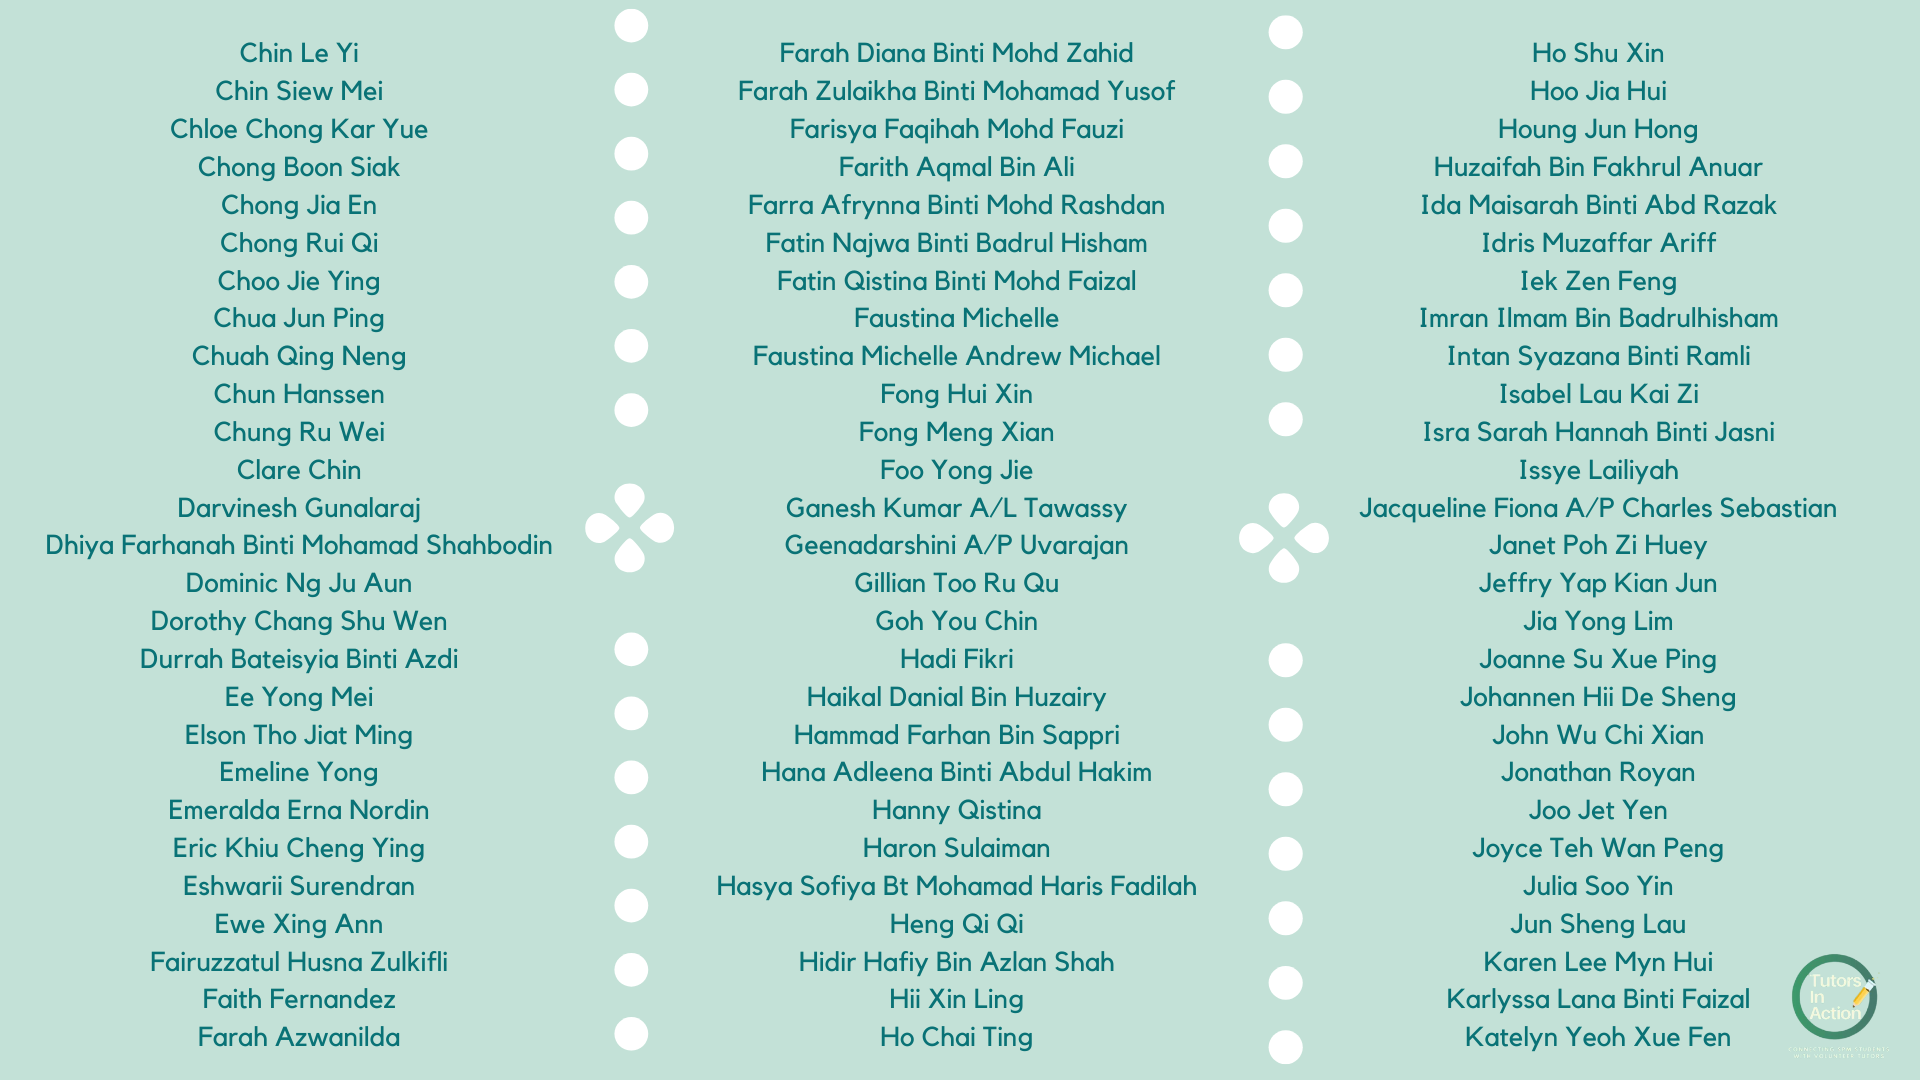 Chin Le Yi
Chin Siew Mei
Chloe Chong Kar Yue
Chong Boon Siak
Chong Jia En
Chong Rui Qi
Choo Jie Ying
Chua Jun Ping
Chuah Qing Neng
Chun Hanssen
Chung Ru Wei
Clare Chin
Darvinesh Gunalaraj
Dhiya Farhanah Binti Mohamad Shahbodin
Dominic Ng Ju Aun
Dorothy Chang Shu Wen
Durrah Bateisyia Binti Azdi
Ee Yong Mei
Elson Tho Jiat Ming
Emeline Yong
Emeralda Erna Nordin
Eric Khiu Cheng Ying
Eshwarii Surendran
Ewe Xing Ann
Fairuzzatul Husna Zulkifli
Faith Fernandez
Farah Azwanilda
Farah Diana Binti Mohd Zahid
Farah Zulaikha Binti Mohamad Yusof
Farisya Faqihah Mohd Fauzi
Farith Aqmal Bin Ali
Farra Afrynna Binti Mohd Rashdan
Fatin Najwa Binti Badrul Hisham
Fatin Qistina Binti Mohd Faizal
Faustina Michelle
Faustina Michelle Andrew Michael
Fong Hui Xin
Fong Meng Xian
Foo Yong Jie
Ganesh Kumar A/L Tawassy
Geenadarshini A/P Uvarajan
Gillian Too Ru Qu
Goh You Chin
Hadi Fikri
Haikal Danial Bin Huzairy
Hammad Farhan Bin Sappri
Hana Adleena Binti Abdul Hakim
Hanny Qistina
Haron Sulaiman
Hasya Sofiya Bt Mohamad Haris Fadilah
Heng Qi Qi
Hidir Hafiy Bin Azlan Shah
Hii Xin Ling
Ho Chai Ting
Ho Shu Xin
Hoo Jia Hui
Houng Jun Hong
Huzaifah Bin Fakhrul Anuar
Ida Maisarah Binti Abd Razak
Idris Muzaffar Ariff
Iek Zen Feng
Imran Ilmam Bin Badrulhisham
Intan Syazana Binti Ramli
Isabel Lau Kai Zi
Isra Sarah Hannah Binti Jasni
Issye Lailiyah
Jacqueline Fiona A/P Charles Sebastian
Janet Poh Zi Huey
Jeffry Yap Kian Jun
Jia Yong Lim
Joanne Su Xue Ping
Johannen Hii De Sheng
John Wu Chi Xian
Jonathan Royan
Joo Jet Yen
Joyce Teh Wan Peng
Julia Soo Yin
Jun Sheng Lau
Karen Lee Myn Hui
Karlyssa Lana Binti Faizal
Katelyn Yeoh Xue Fen
Tutors
In
Action